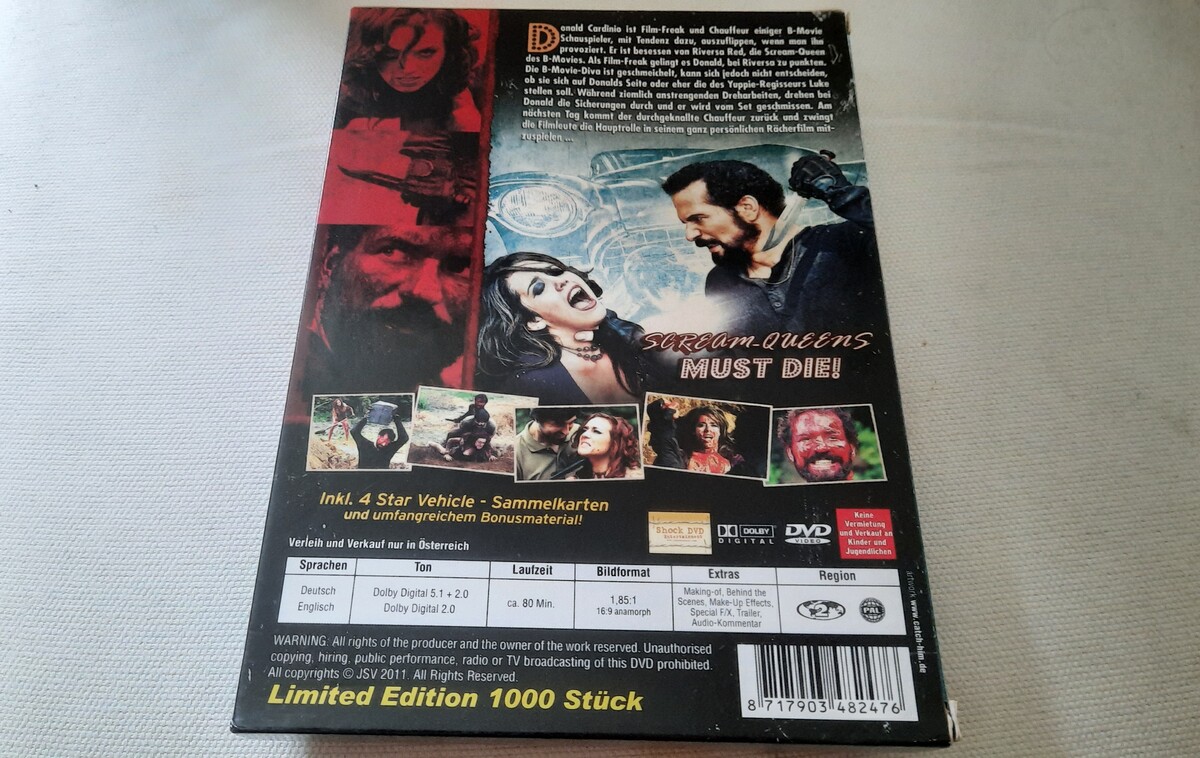 Donald Cardinio ist Film-Freak und Chauffeur einiger B-Movie
Schauspieler, mit Tendenz dazu, auszuflippen, wenn man ihn
provoziert. Er ist besessen von Riversa Red, die Scream-Queen
des B-Movies. Als Film-Freak gelingt es Donald, bei Riversa zu punkten.
Die B-Movie-Diva ist geschmeichelt, kann sich jedoch nicht entscheiden,
ob sie sich auf Donalds Seite oder eher die des Yuppie-Regisseurs Luke
stellen soll. Während ziemlich anstrengenden Dreharbeiten, drehen bei
Donald die Sicherungen durch und er wird vom Set geschmissen. Am
nächsten Tag kommt der durchgeknallte Chauffeur zurück und zwingt
die Filmleute die Hauptrolle in seinem ganz persönlichen Rächerfilm mit-
zuspielen ...
SCREAM-QUEENS
MUST DIE!
Inkl. 4 Star Vehicle - Sammelkarten
und umfangreichem Bonusmaterial!
Shock DVD
Entertainment
DOLBY
DIGITAL
DVD
VIDEO
Keine
Vermietung
und Verkauf an
Kinder und
Jugendlichen
Verleih und Verkauf nur in Österreich
Sprachen Ton Laufzeit Bildformat Extras Region
Deutsch
Englisch
Dolby Digital 5.1 + 2.0
Dolby Digital 2.0
ca. 80 Min.
1,85:1
16:9 anamorph
Making-of, Behind the
Scenes, Make-Up Effects,
Special F/X, Trailer,
Audio-Kommentar
2
PAL
artwork www.catch-him.de
WARNING: All rights of the producer and the owner of the work reserved. Unauthorised
copying, hiring, public performance, radio or TV broadcasting of this DVD prohibited.
All copyrights © JSV 2011. All Rights Reserved.
Limited Edition 1000 Stück
8 717903 482476